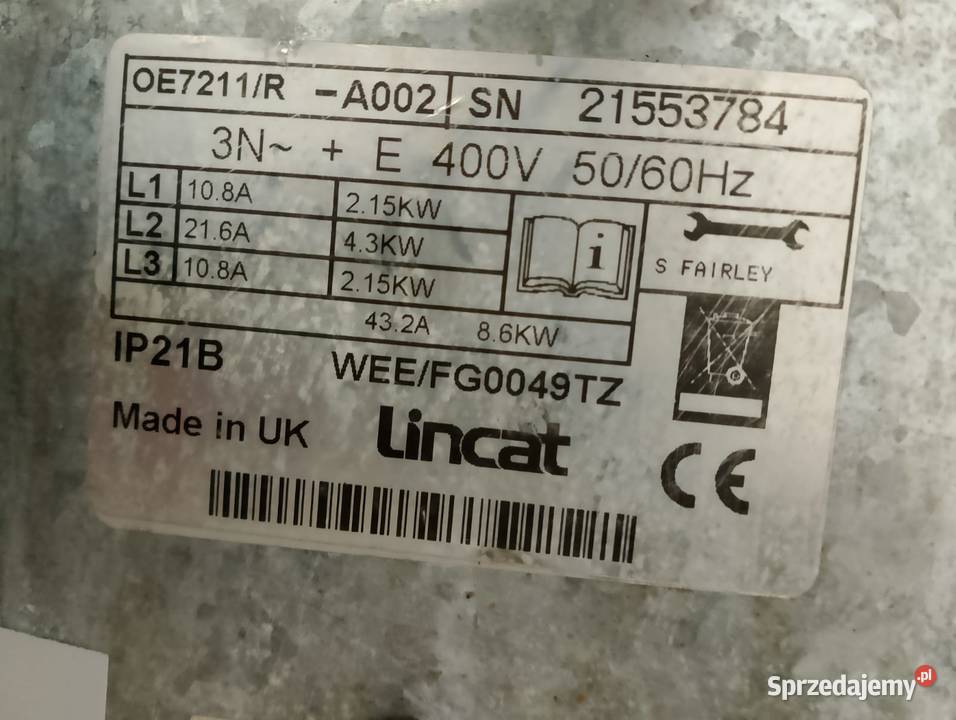 OE7211/R -A002 SN 21553784
3N~ + E 400V 50/60Hz
L1 10.8A 2.15KW
L2 21.6A 4.3KW
L3 10.8A 2.15KW
i
S FAIRLEY
43.2A 8.6KW
IP21B WEE/FG0049TZ
Made in UK Lincat
CE
Sprzedajemy.pl